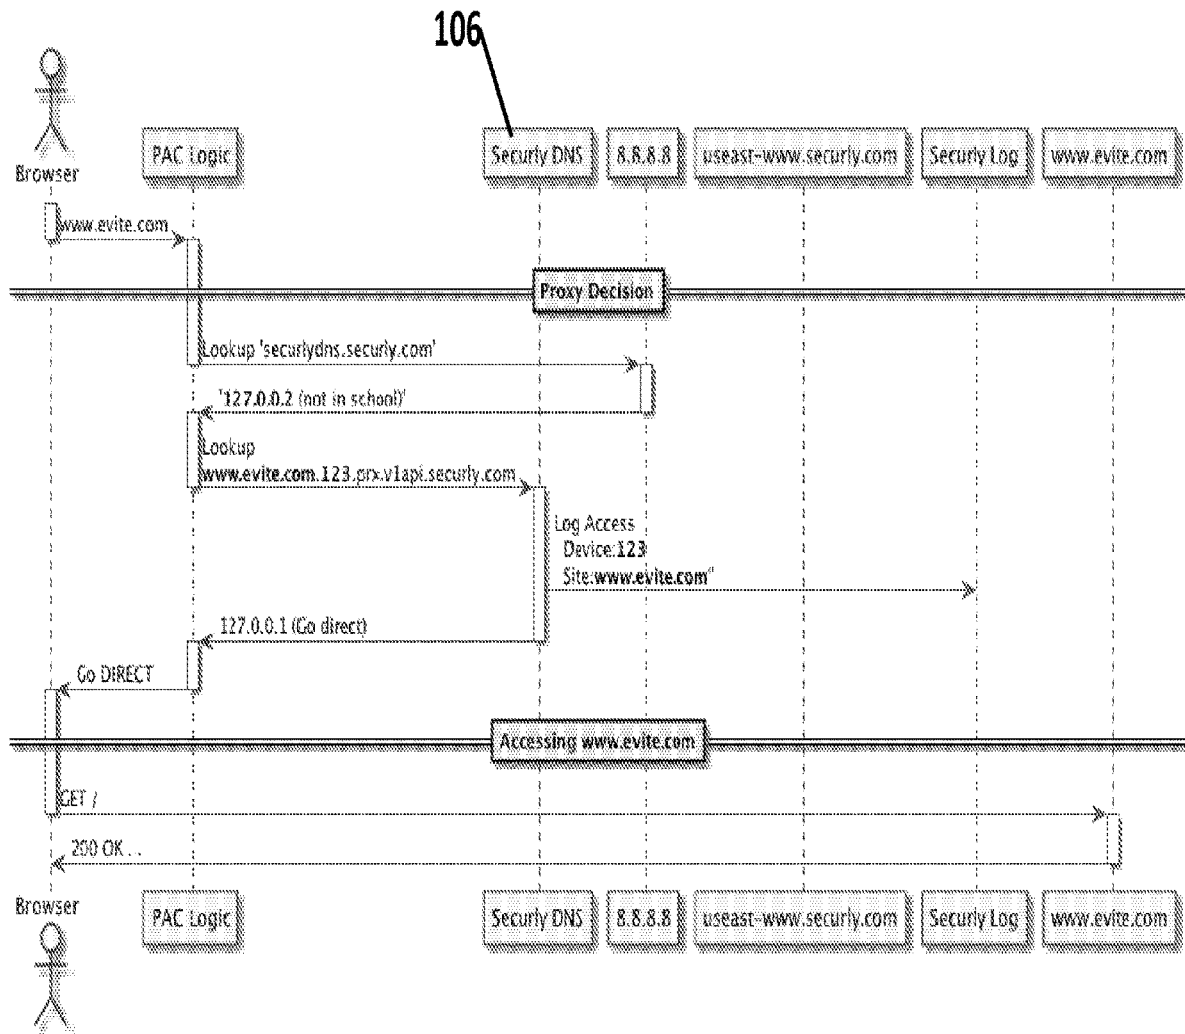 106
Browser
PAC Logic
Securly DNS
8.8.8.8
useast-www.securly.com
Securly Log
www.evite.com
www.evite.com
Proxy Decision
Lookup 'securlydns.securly.com'
'127.0.0.2 (not in school)'
Lookup
www.evite.com.123.prx.v1api.securly.com
Log Access
Device:123
Site:www.evite.com"
127.0.0.1 (Go direct)
Go DIRECT
Accessing www.evite.com
GET /
200 OK . .
Browser
PAC Logic
Securly DNS
8.8.8.8
useast-www.securly.com
Securly Log
www.evite.com